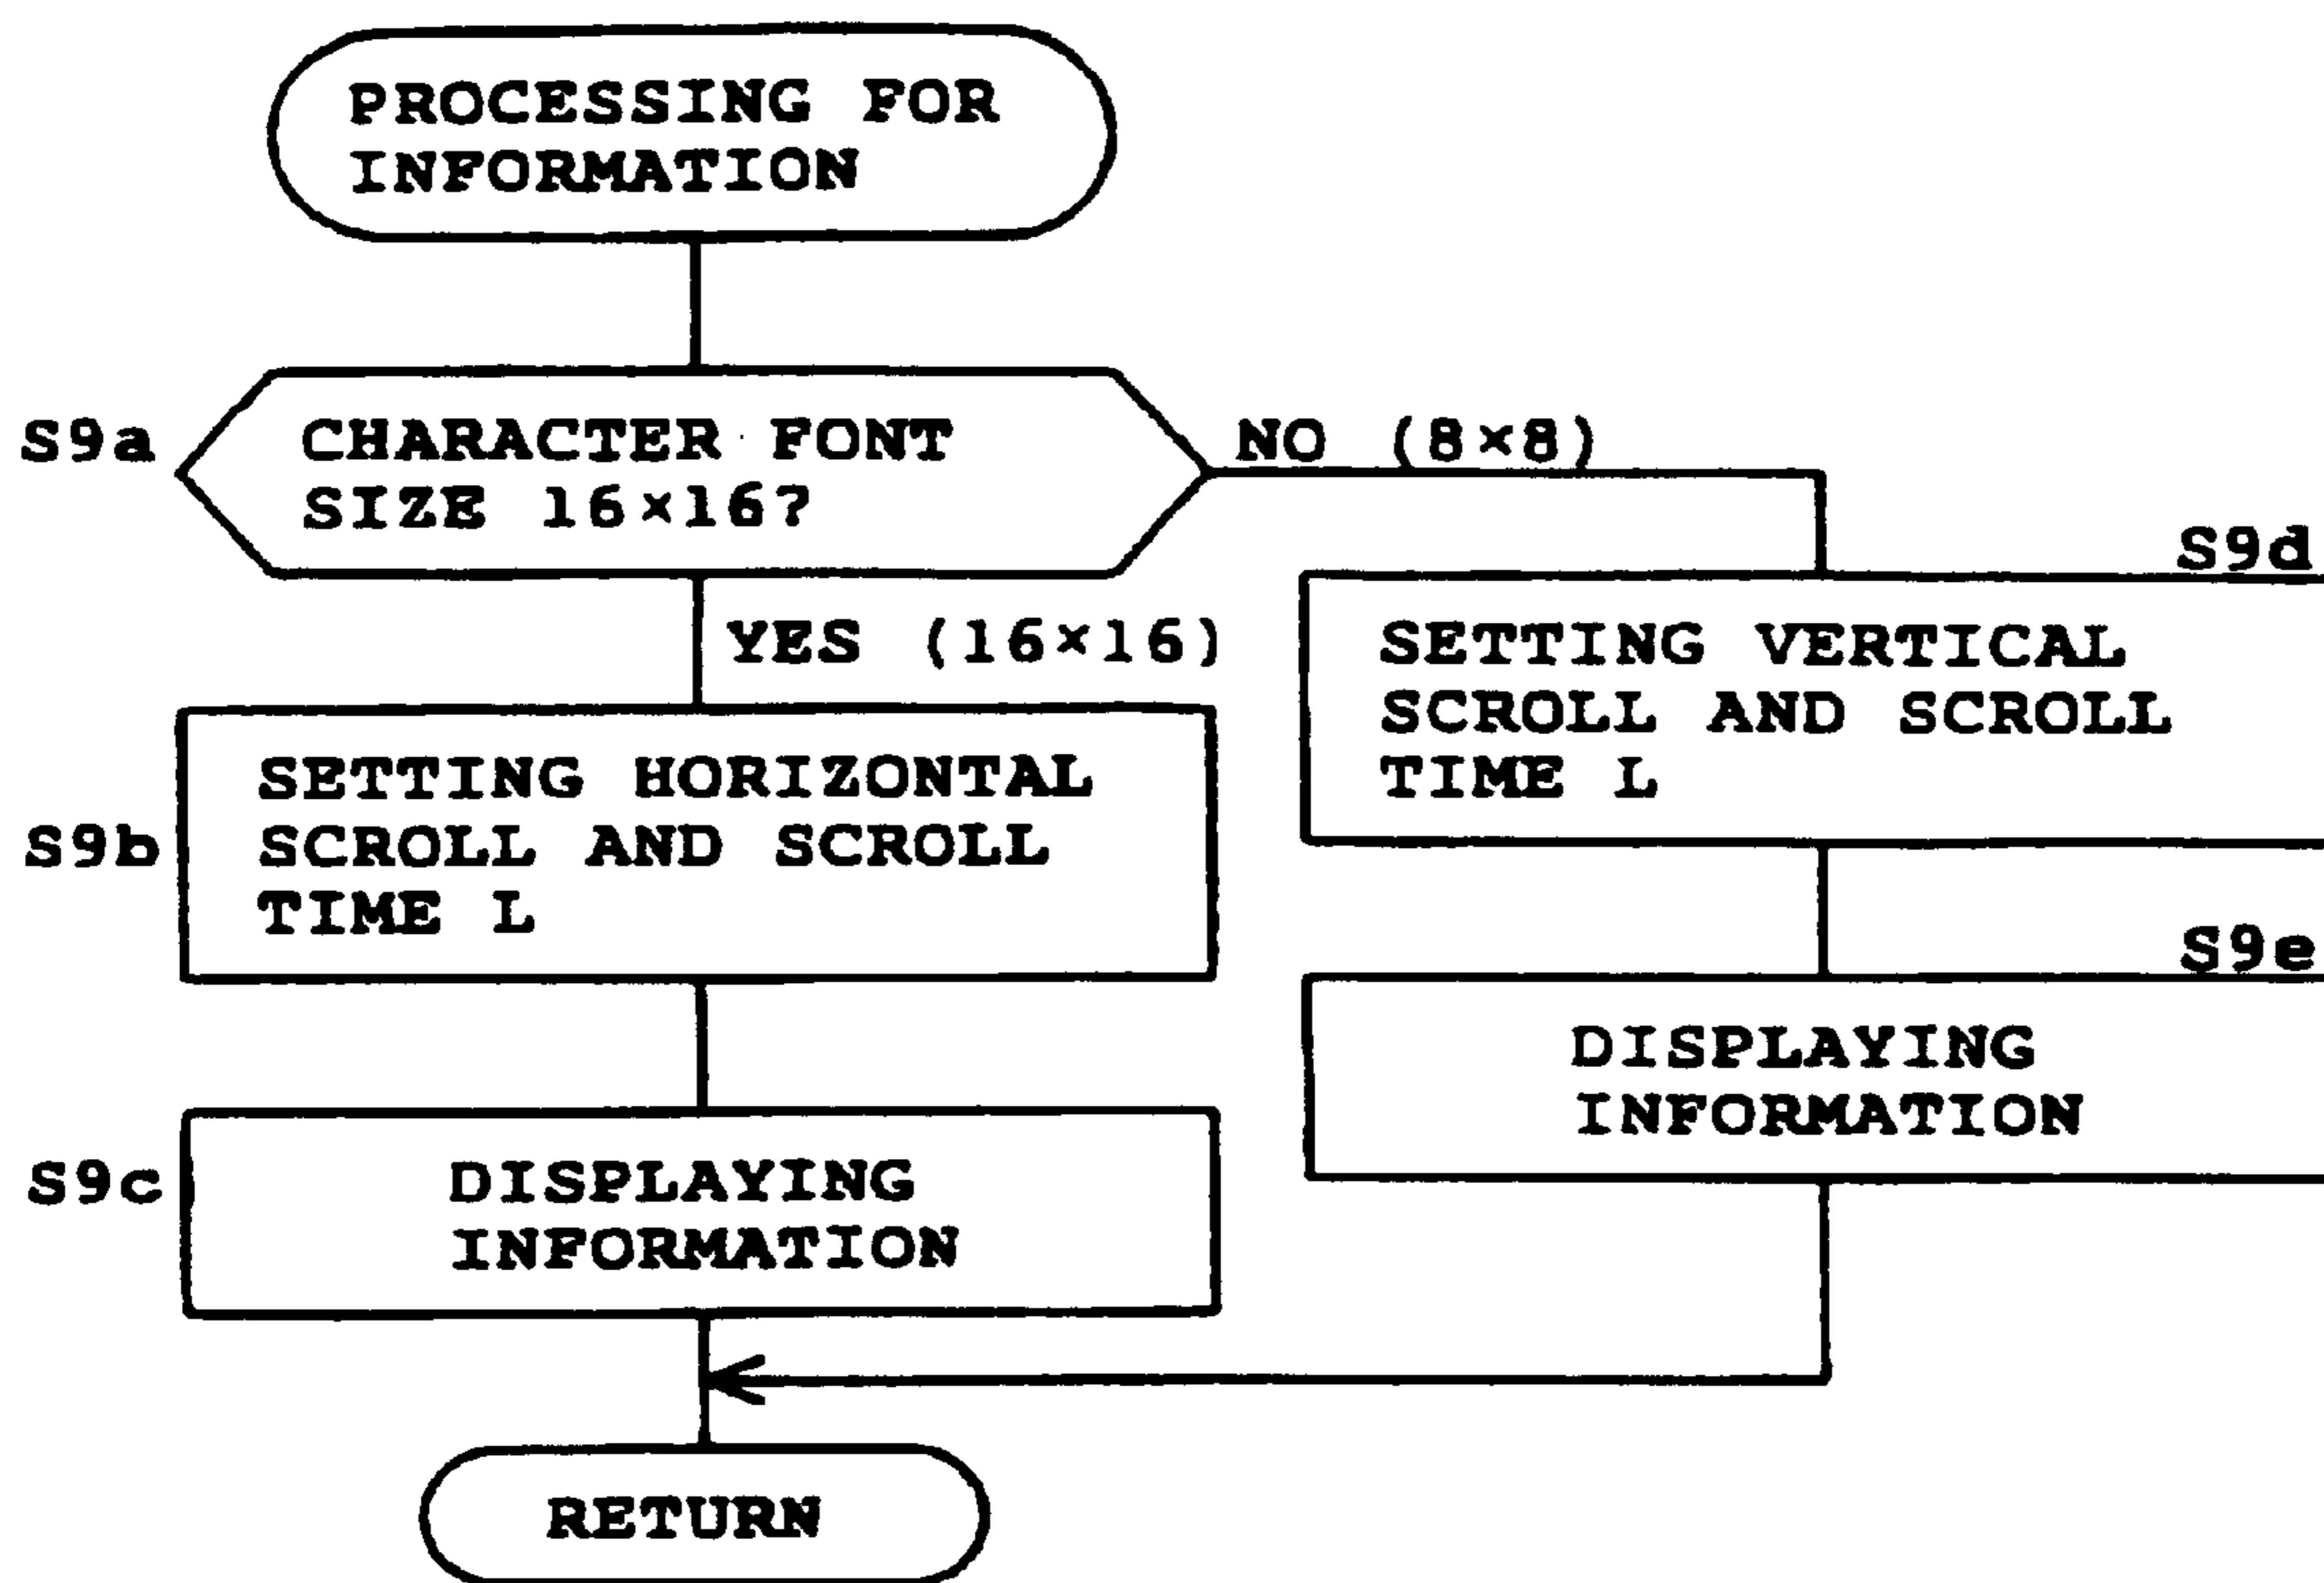 PROCESSING FOR
INFORMATION
S9a
CHARACTER FONT
SIZE 16×16?
NO (8×8)
YES (16×16)
S9b
SETTING HORIZONTAL
SCROLL AND SCROLL
TIME L
S9c
DISPLAYING
INFORMATION
S9d
SETTING VERTICAL
SCROLL AND SCROLL
TIME L
S9e
DISPLAYING
INFORMATION
RETURN